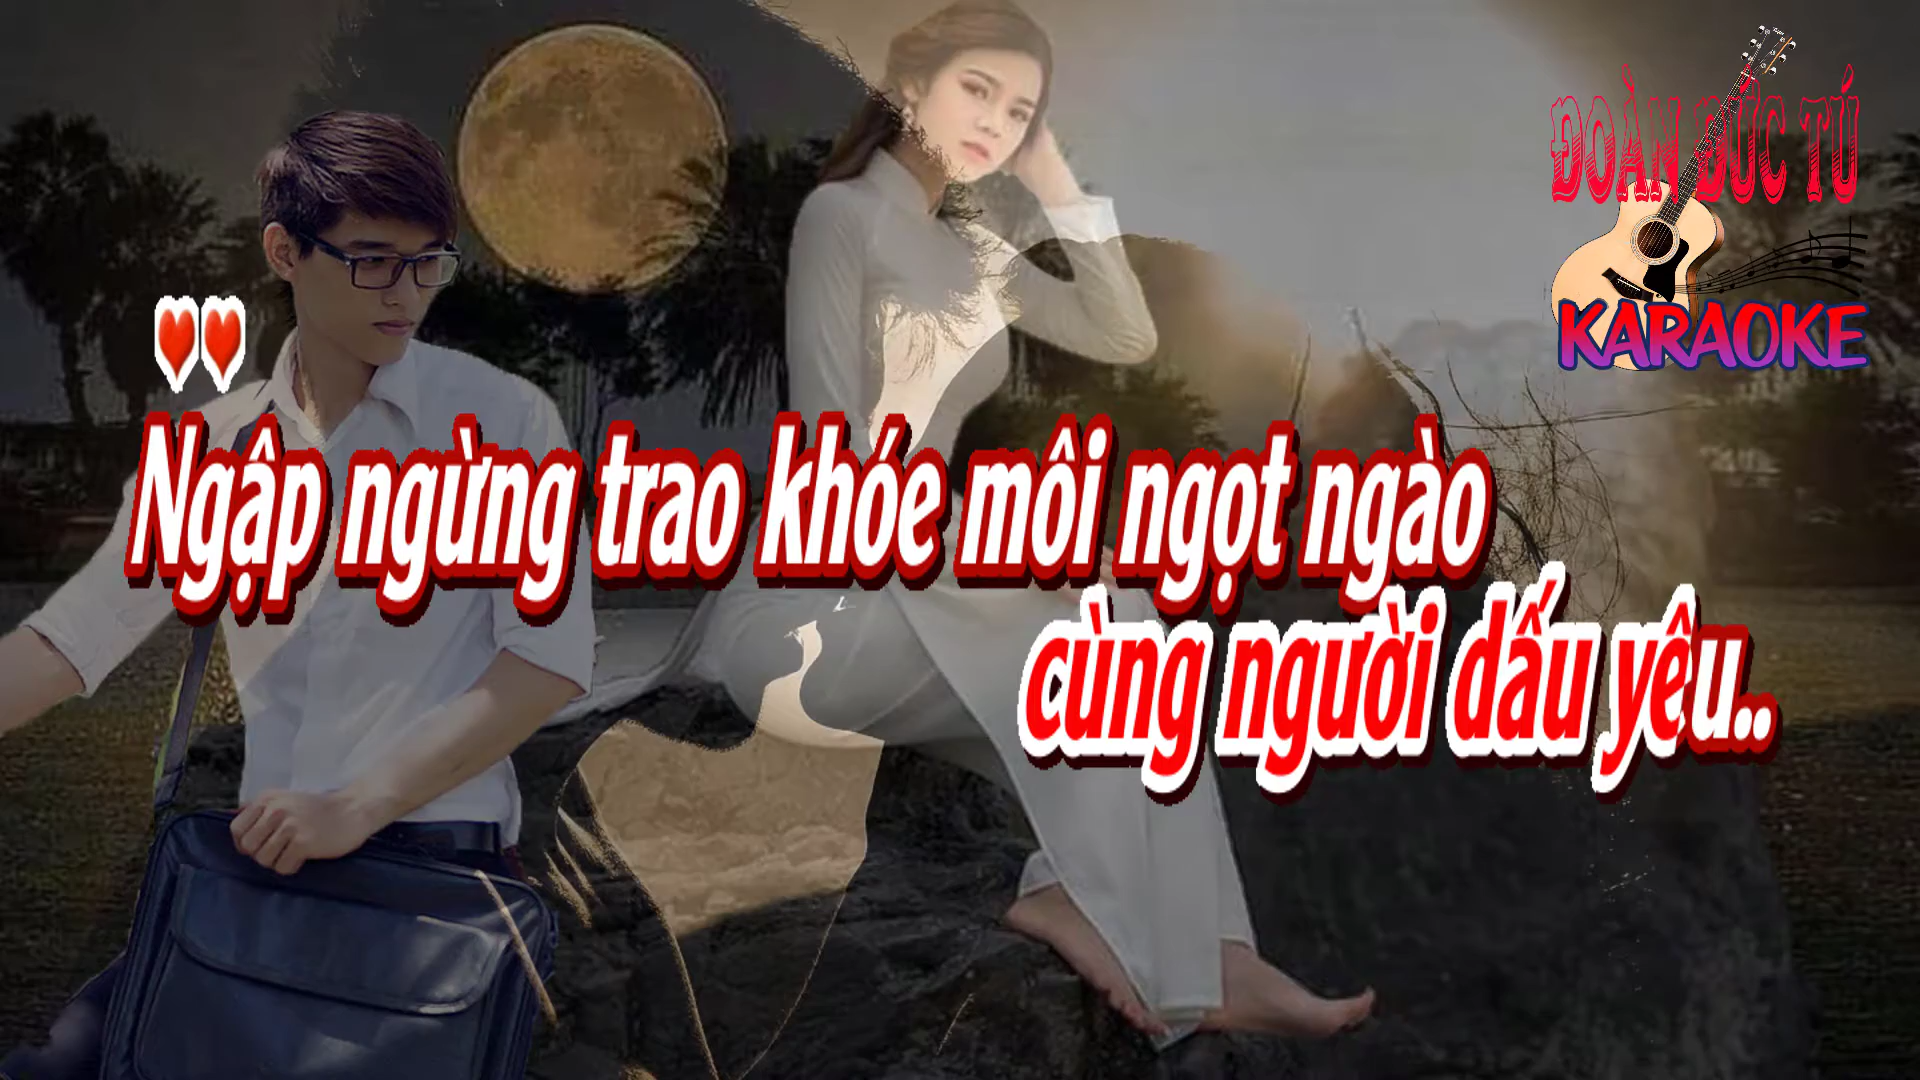 ĐOÀN ĐỨC TÚ
KARAOKE
Ngập ngừng trao khóe môi ngọt ngào
cùng người dấu yêu..